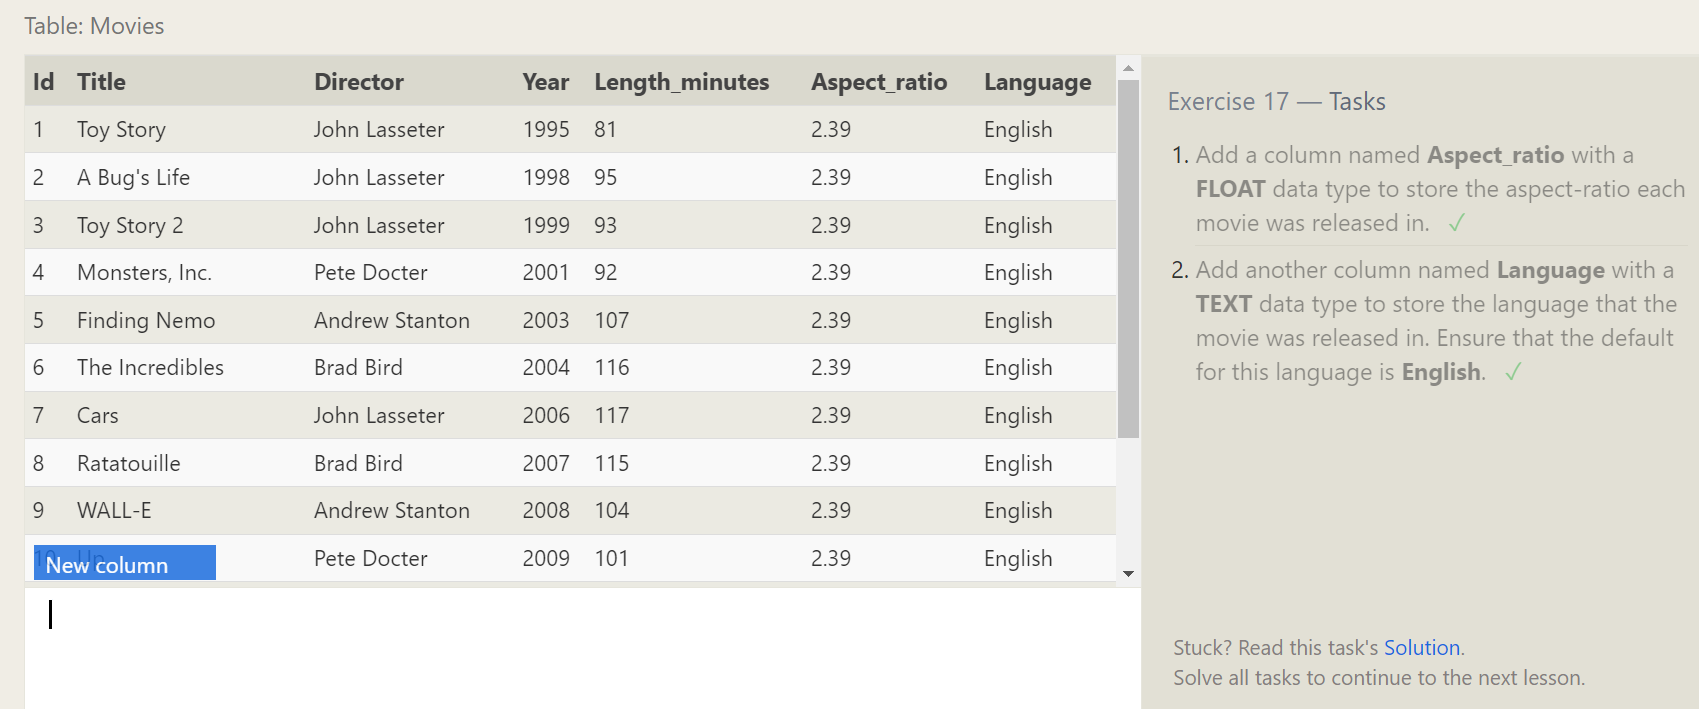 Table: Movies
Id Title Director Year Length_minutes Aspect_ratio Language
1 Toy Story John Lasseter 1995 81 2.39 English
2 A Bug's Life John Lasseter 1998 95 2.39 English
3 Toy Story 2 John Lasseter 1999 93 2.39 English
4 Monsters, Inc. Pete Docter 2001 92 2.39 English
5 Finding Nemo Andrew Stanton 2003 107 2.39 English
6 The Incredibles Brad Bird 2004 116 2.39 English
7 Cars John Lasseter 2006 117 2.39 English
8 Ratatouille Brad Bird 2007 115 2.39 English
9 WALL-E Andrew Stanton 2008 104 2.39 English
10 Up Pete Docter 2009 101 2.39 English
New column
Exercise 17 — Tasks
1. Add a column named Aspect_ratio with a
FLOAT data type to store the aspect-ratio each
movie was released in. ✓
2. Add another column named Language with a
TEXT data type to store the language that the
movie was released in. Ensure that the default
for this language is English. ✓
Stuck? Read this task's Solution.
Solve all tasks to continue to the next lesson.